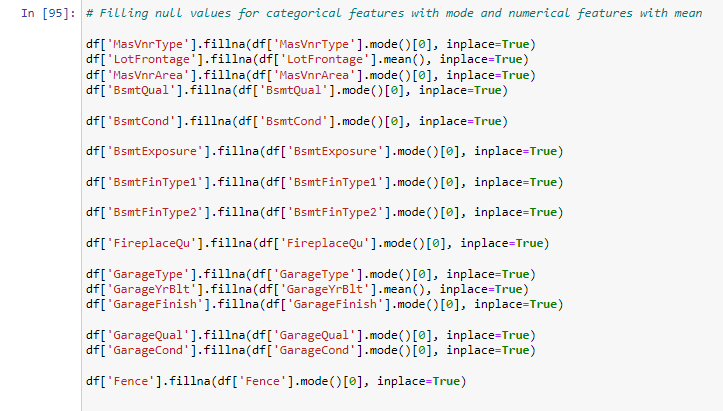 In [95]: # Filling null values for categorical features with mode and numerical features with mean
df['MasVnrType'].fillna(df['MasVnrType'].mode()[0], inplace=True)
df['LotFrontage'].fillna(df['LotFrontage'].mean(), inplace=True)
df['MasVnrArea'].fillna(df['MasVnrArea'].mode()[0], inplace=True)
df['BsmtQual'].fillna(df['BsmtQual'].mode()[0], inplace=True)
df['BsmtCond'].fillna(df['BsmtCond'].mode()[0], inplace=True)
df['BsmtExposure'].fillna(df['BsmtExposure'].mode()[0], inplace=True)
df['BsmtFinType1'].fillna(df['BsmtFinType1'].mode()[0], inplace=True)
df['BsmtFinType2'].fillna(df['BsmtFinType2'].mode()[0], inplace=True)
df['FireplaceQu'].fillna(df['FireplaceQu'].mode()[0], inplace=True)
df['GarageType'].fillna(df['GarageType'].mode()[0], inplace=True)
df['GarageYrBlt'].fillna(df['GarageYrBlt'].mean(), inplace=True)
df['GarageFinish'].fillna(df['GarageFinish'].mode()[0], inplace=True)
df['GarageQual'].fillna(df['GarageQual'].mode()[0], inplace=True)
df['GarageCond'].fillna(df['GarageCond'].mode()[0], inplace=True)
df['Fence'].fillna(df['Fence'].mode()[0], inplace=True)